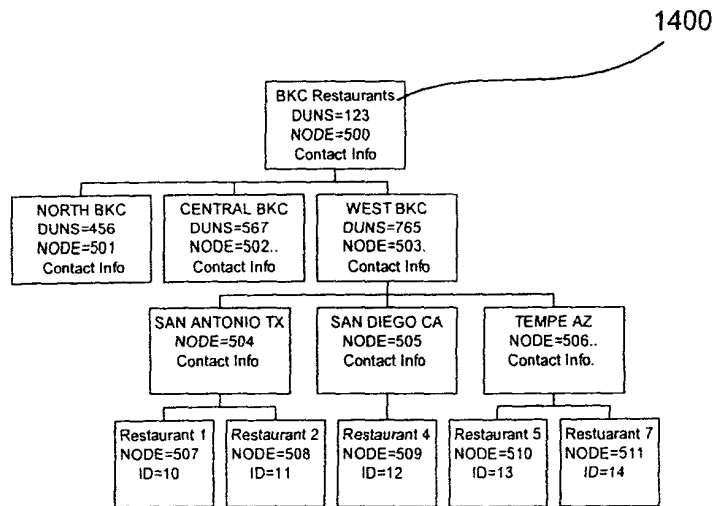 1400
BKC Restaurants
DUNS=123
NODE=500
Contact Info
NORTH BKC
DUNS=456
NODE=501
Contact Info
CENTRAL BKC
DUNS=567
NODE=502..
Contact Info
WEST BKC
DUNS=765
NODE=503.
Contact Info
SAN ANTONIO TX
NODE=504
Contact Info
SAN DIEGO CA
NODE=505
Contact Info
TEMPE AZ
NODE=506..
Contact Info.
Restaurant 1
NODE=507
ID=10
Restaurant 2
NODE=508
ID=11
Restaurant 4
NODE=509
ID=12
Restaurant 5
NODE=510
ID=13
Restuarant 7
NODE=511
ID=14